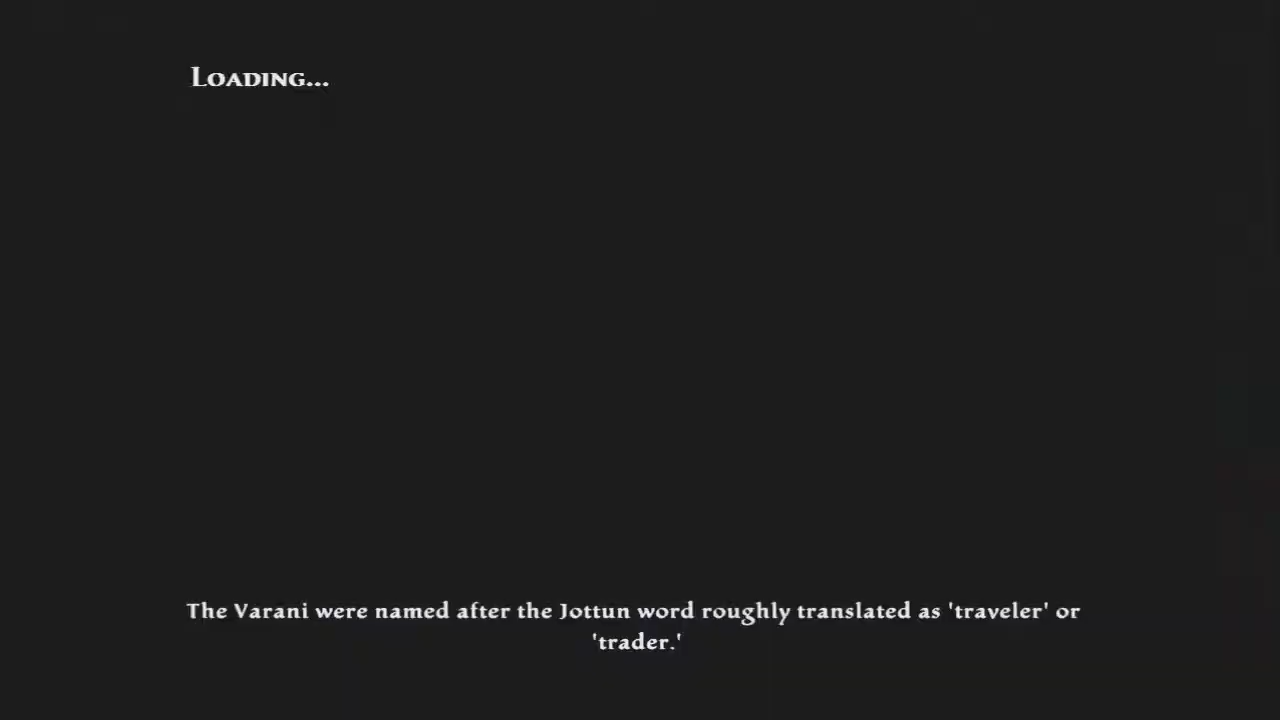 Loading...
The Varani were named after the Jottun word roughly translated as 'traveler' or
'trader.'